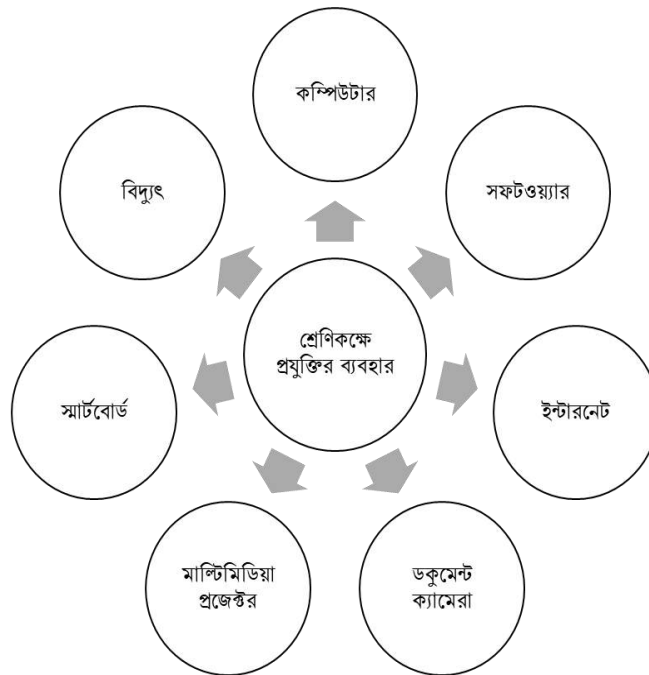 কম্পিউটার
বিদ্যুৎ
সফটওয়্যার
শ্রেণিকক্ষে
প্রযুক্তির ব্যবহার
স্মার্টবোর্ড
ইন্টারনেট
মাল্টিমিডিয়া
প্রজেক্টর
ডকুমেন্ট
ক্যামেরা